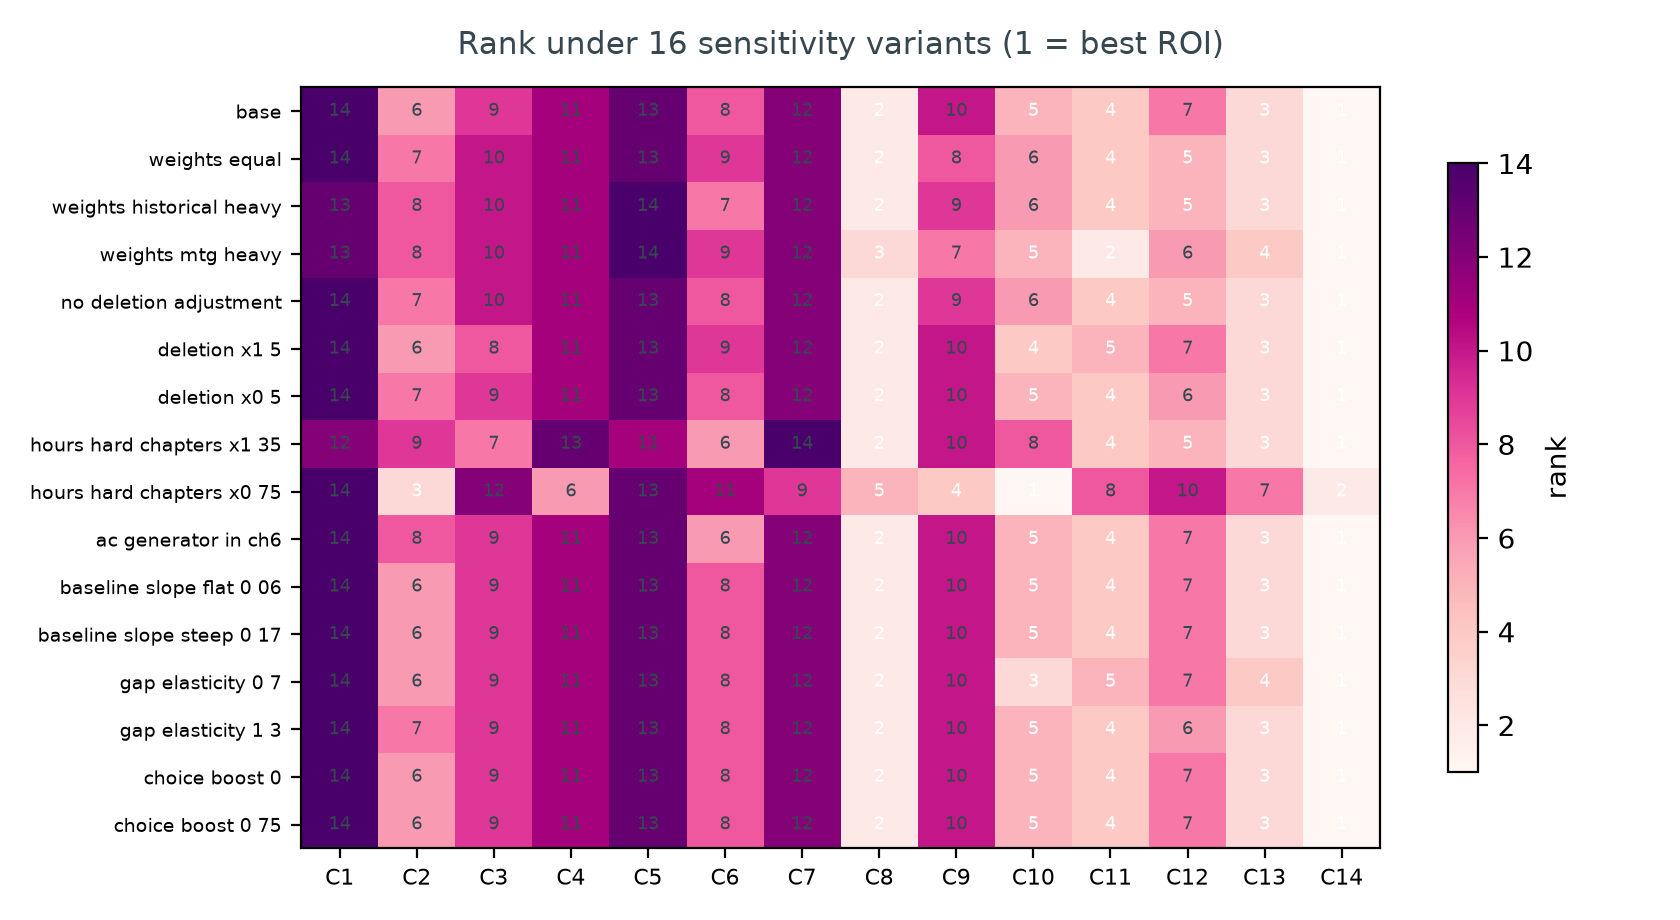 Rank under 16 sensitivity variants (1 = best ROI)
base 14 6 9 11 13 8 12 2 10 5 4 7 3 1
weights equal 14 7 10 11 13 9 12 2 8 6 4 5 3 1
weights historical heavy 13 8 10 11 14 7 12 2 9 6 4 5 3 1
weights mtg heavy 13 8 10 11 14 9 12 3 7 5 2 6 4 1
no deletion adjustment 14 7 10 11 13 8 12 2 9 6 4 5 3 1
deletion x1 5 14 6 8 11 13 9 12 2 10 4 5 7 3 1
deletion x0 5 14 7 9 11 13 8 12 2 10 5 4 6 3 1
hours hard chapters x1 35 12 9 7 13 11 6 14 2 10 8 4 5 3 1
hours hard chapters x0 75 14 3 12 6 13 11 9 5 4 1 8 10 7 2
ac generator in ch6 14 8 9 11 13 6 12 2 10 5 4 7 3 1
baseline slope flat 0 06 14 6 9 11 13 8 12 2 10 5 4 7 3 1
baseline slope steep 0 17 14 6 9 11 13 8 12 2 10 5 4 7 3 1
gap elasticity 0 7 14 6 9 11 13 8 12 2 10 3 5 7 4 1
gap elasticity 1 3 14 7 9 11 13 8 12 2 10 5 4 6 3 1
choice boost 0 14 6 9 11 13 8 12 2 10 5 4 7 3 1
choice boost 0 75 14 6 9 11 13 8 12 2 10 5 4 7 3 1
C1 C2 C3 C4 C5 C6 C7 C8 C9 C10 C11 C12 C13 C14
14
12
10
8
6
4
2
rank